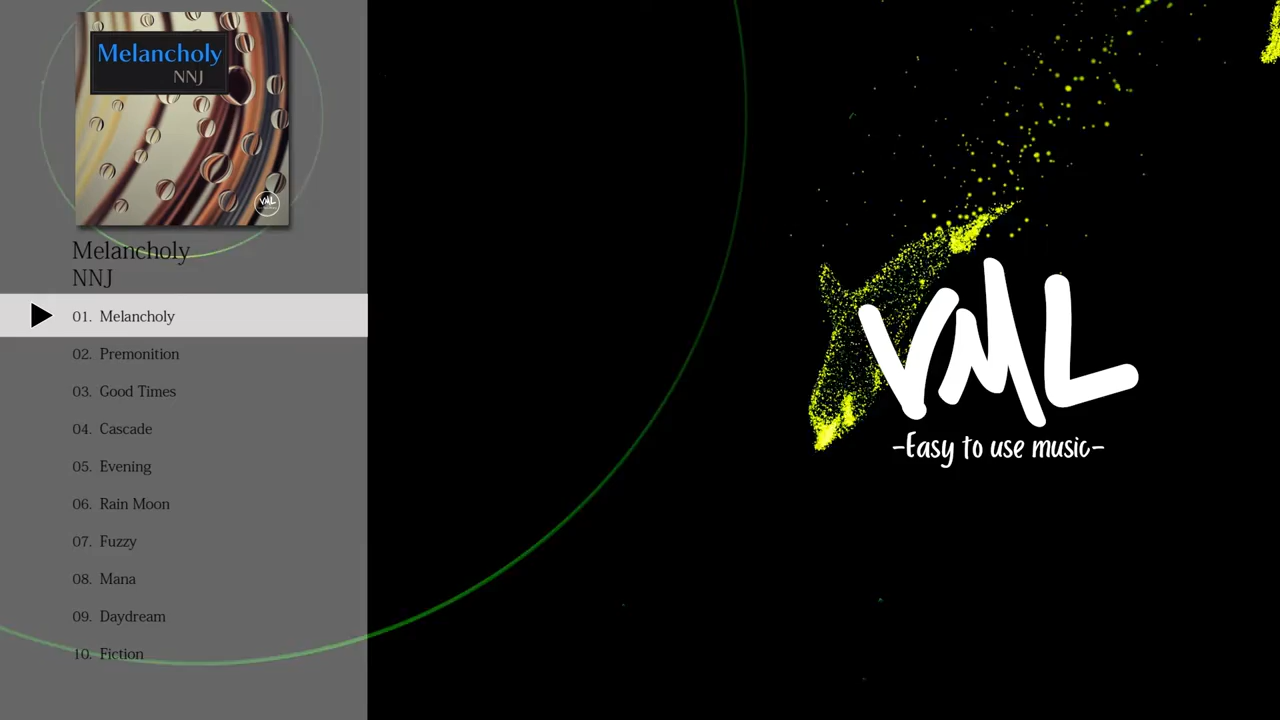 Melancholy
NNJ
VML
Melancholy
NNJ
01. Melancholy
02. Premonition
03. Good Times
04. Cascade
05. Evening
06. Rain Moon
07. Fuzzy
08. Mana
09. Daydream
10. Fiction
VML
-Easy to use music-